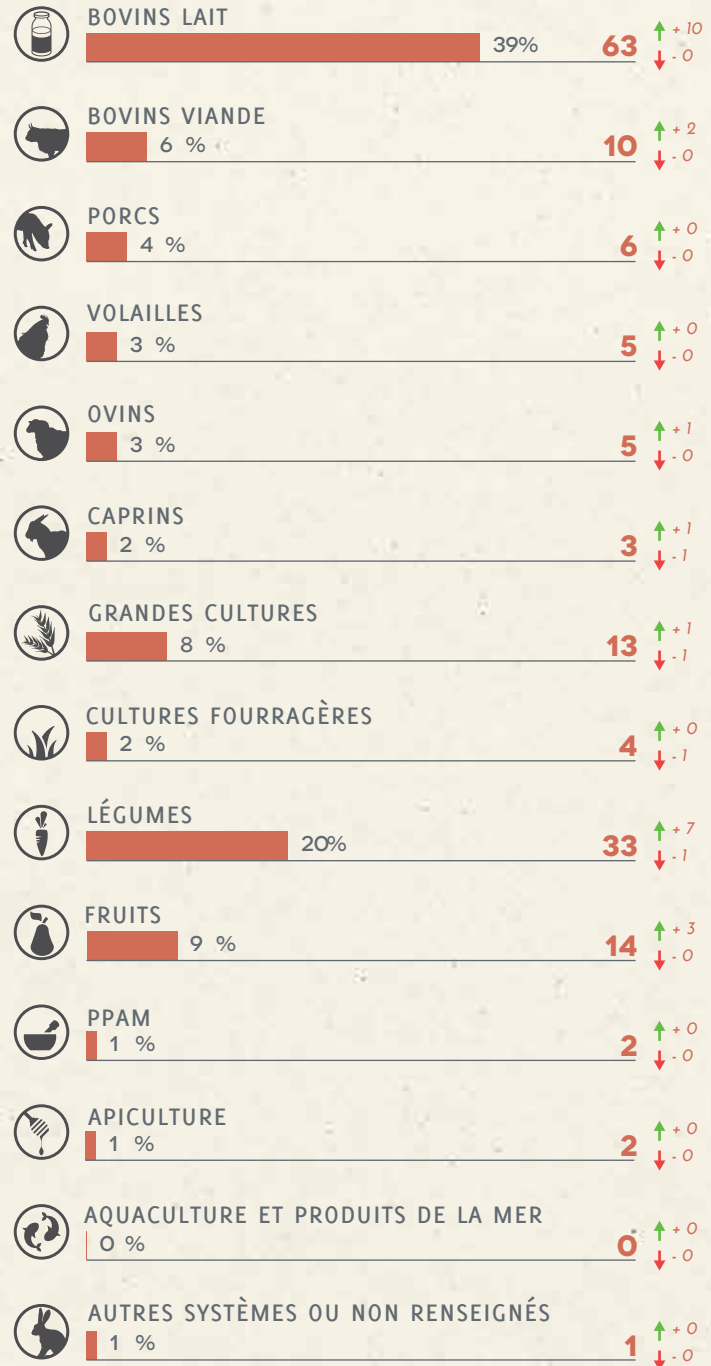 BOVINS LAIT
39% 63 + 10
- 0
BOVINS VIANDE
6 % 10 + 2
- 0
PORCS
4 % 6 + 0
- 0
VOLAILLES
3 % 5 + 0
- 0
OVINS
3 % 5 + 1
- 0
CAPRINS
2 % 3 + 1
- 1
GRANDES CULTURES
8 % 13 + 1
- 1
CULTURES FOURRAGÈRES
2 % 4 + 0
- 1
LÉGUMES
20% 33 + 7
- 1
FRUITS
9 % 14 + 3
- 0
PPAM
1 % 2 + 0
- 0
APICULTURE
1 % 2 + 0
- 0
AQUACULTURE ET PRODUITS DE LA MER
0 % 0 + 0
- 0
AUTRES SYSTÈMES OU NON RENSEIGNÉS
1 % 1 + 0
- 0